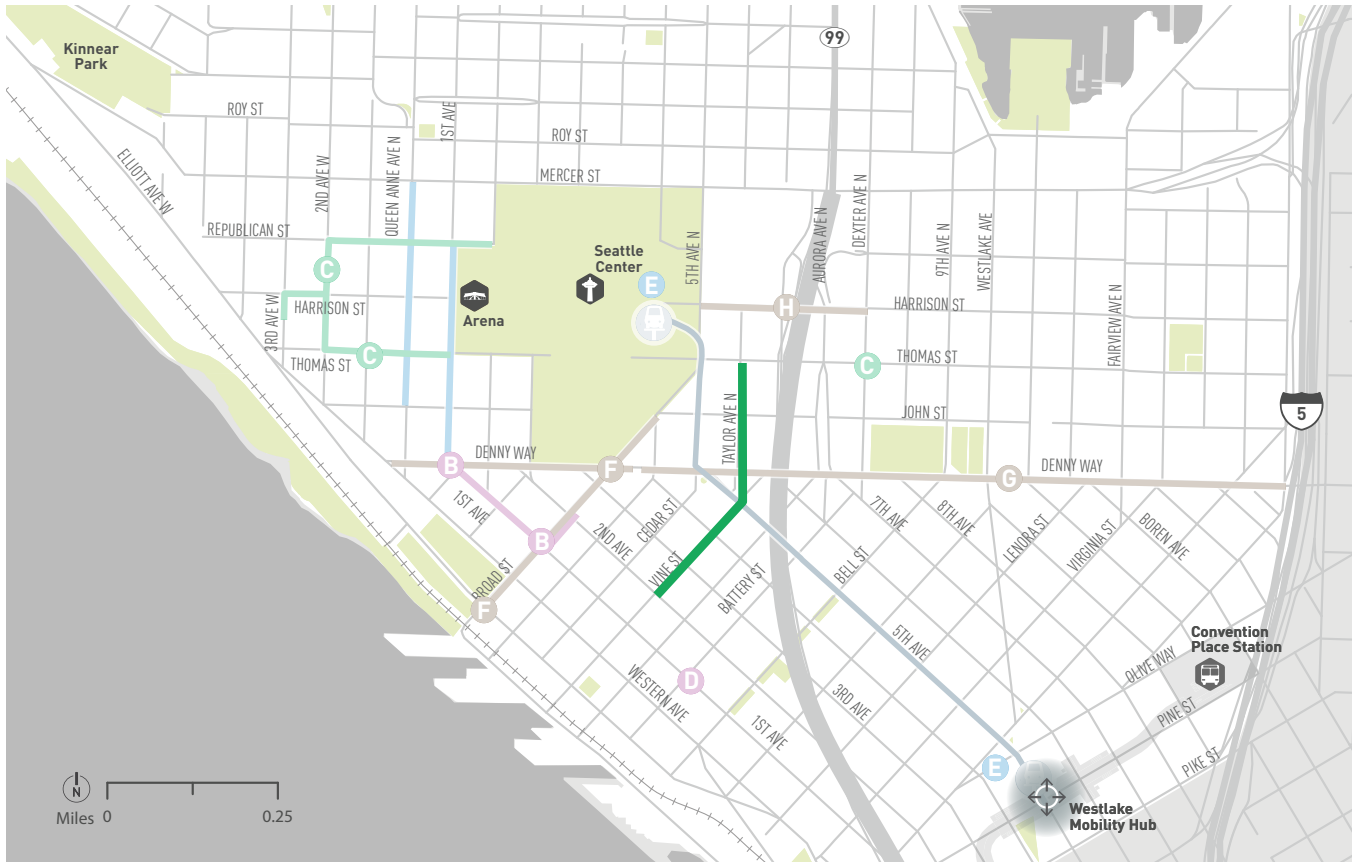 99
Kinnear
Park
ROY ST
1ST AVE
ROY ST
ELLIOTT AVE W
2ND AVE W
QUEEN ANNE AVE N
MERCER ST
AURORA AVE N
DEXTER AVE N
REPUBLICAN ST
Seattle
Center
5TH AVE N
9TH AVE N
WESTLAKE AVE
C
E
HARRISON ST
Arena
H
HARRISON ST
3RD AVE W
FAIRVIEW AVE N
THOMAS ST
C
C
THOMAS ST
TAYLOR AVE N
JOHN ST
5
DENNY WAY
B
F
DENNY WAY
G
1ST AVE
B
2ND AVE
CEDAR ST
7TH AVE
8TH AVE
LENORA ST
VIRGINIA ST
BOREN AVE
BROAD ST
F
VINE ST
BATTERY ST
BELL ST
5TH AVE
Convention
Place Station
OLIVE WAY
D
WESTERN AVE
3RD AVE
PINE ST
1ST AVE
PIKE ST
E
N
Miles 0 0.25
Westlake
Mobility Hub